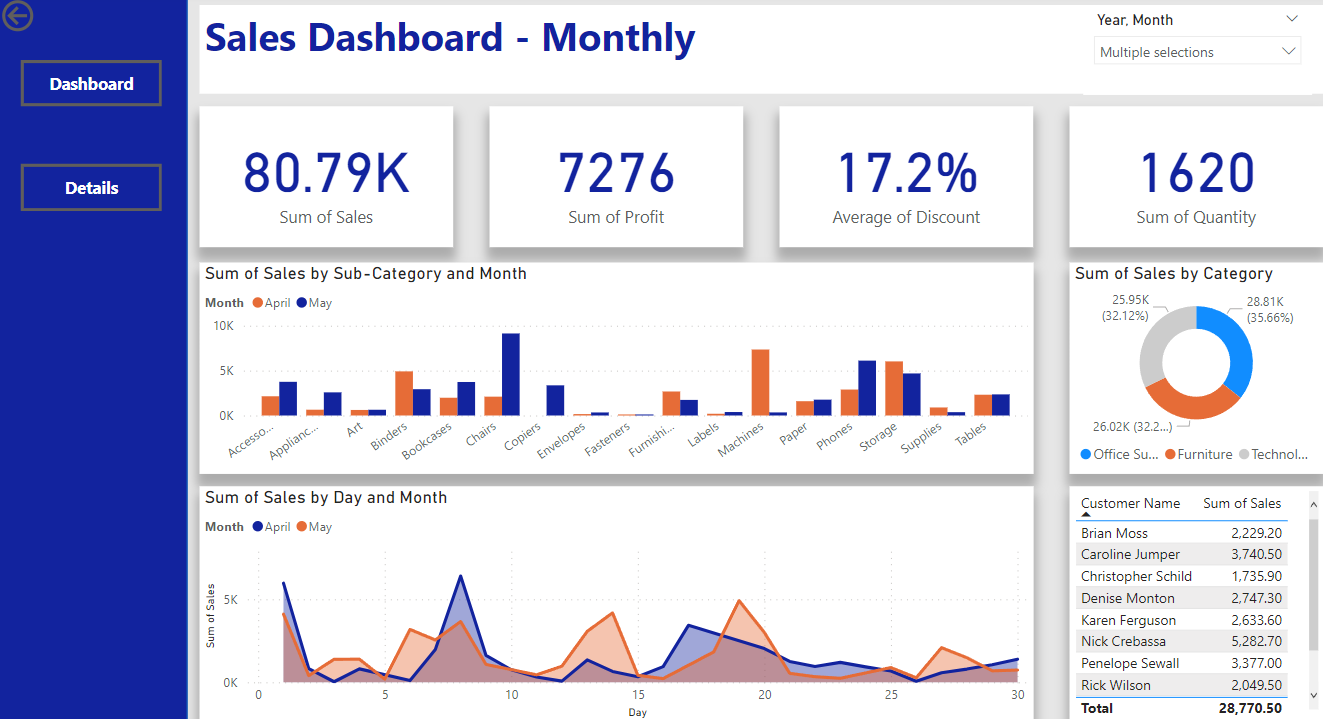 Sales Dashboard - Monthly
Year, Month
Multiple selections
Dashboard
Details
80.79K
Sum of Sales
7276
Sum of Profit
17.2%
Average of Discount
1620
Sum of Quantity
Sum of Sales by Sub-Category and Month
Month April May
10K
5K
0K
Accesso...
Applianc...
Art
Binders
Bookcases
Chairs
Copiers
Envelopes
Fasteners
Furnishi...
Labels
Machines
Paper
Phones
Storage
Supplies
Tables
Sum of Sales by Category
25.95K
(32.12%)
28.81K
(35.66%)
26.02K (32.2...)
Office Su... Furniture Technol...
Sum of Sales by Day and Month
Month April May
Sum of Sales
5K
0K
0 5 10 15 20 25 30
Day
Customer Name Sum of Sales
Brian Moss 2,229.20
Caroline Jumper 3,740.50
Christopher Schild 1,735.90
Denise Monton 2,747.30
Karen Ferguson 2,633.60
Nick Crebassa 5,282.70
Penelope Sewall 3,377.00
Rick Wilson 2,049.50
Total 28,770.50